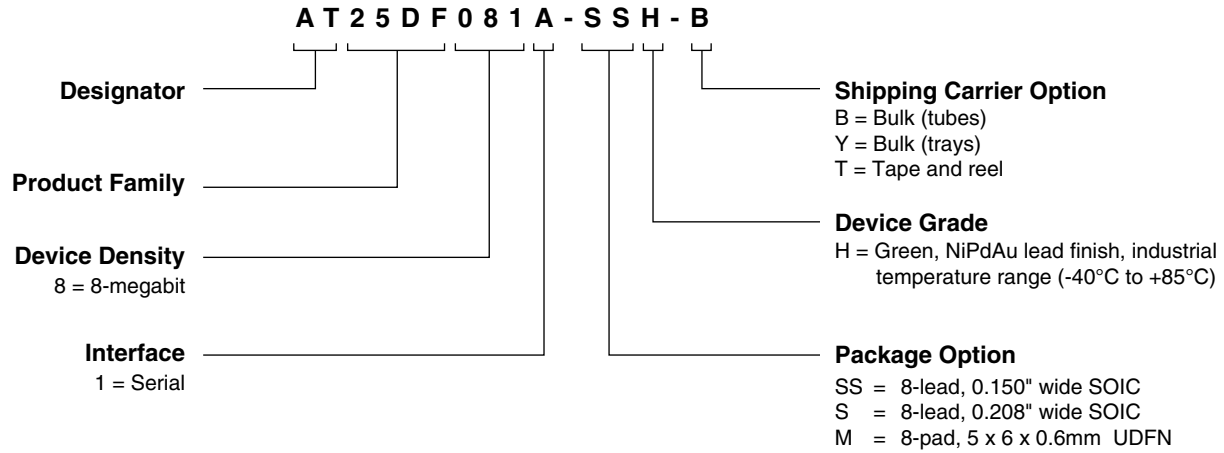 A T 2 5 D F 0 8 1 A - S S H - B
Designator
Product Family
Device Density
8 = 8-megabit
Interface
1 = Serial
Shipping Carrier Option
B = Bulk (tubes)
Y = Bulk (trays)
T = Tape and reel
Device Grade
H = Green, NiPdAu lead finish, industrial
temperature range (-40°C to +85°C)
Package Option
SS = 8-lead, 0.150" wide SOIC
S = 8-lead, 0.208" wide SOIC
M = 8-pad, 5 x 6 x 0.6mm UDFN